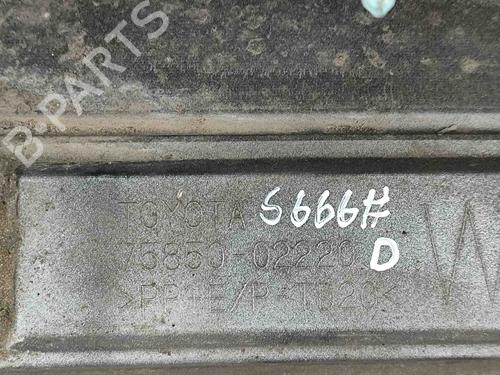 B-PARTS
TOYOTA S666#
75850-02220 D
>PP+E/P-TD20<
W